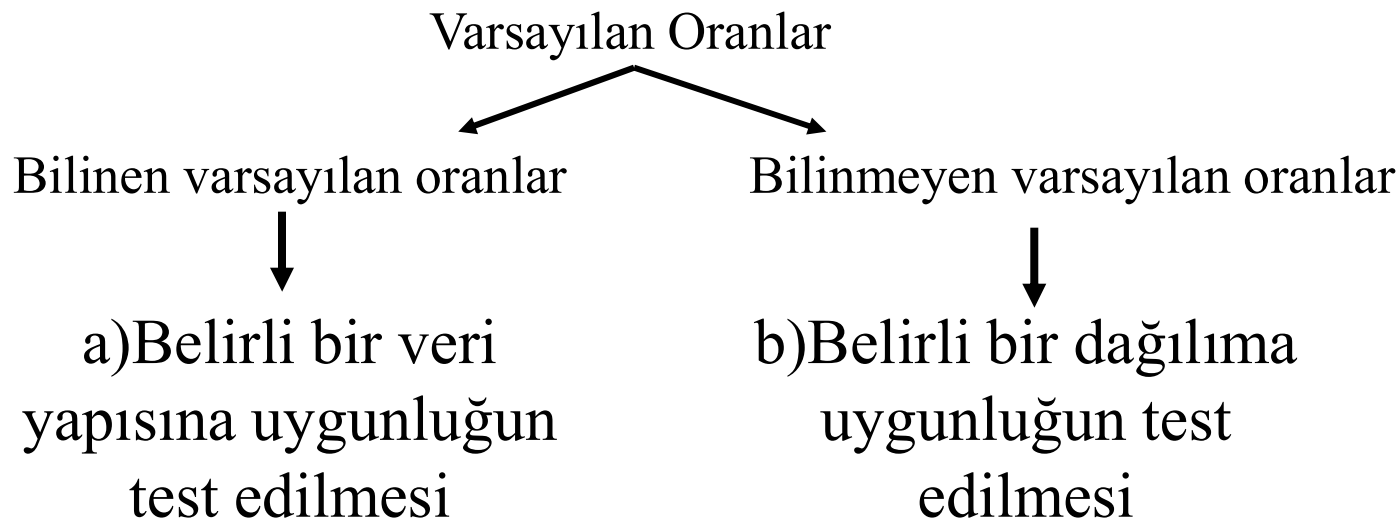 Varsayılan Oranlar
Bilinen varsayılan oranlar
Bilinmeyen varsayılan oranlar
a)Belirli bir veri
yapısına uygunluğun
test edilmesi
b)Belirli bir dağılıma
uygunluğun test
edilmesi